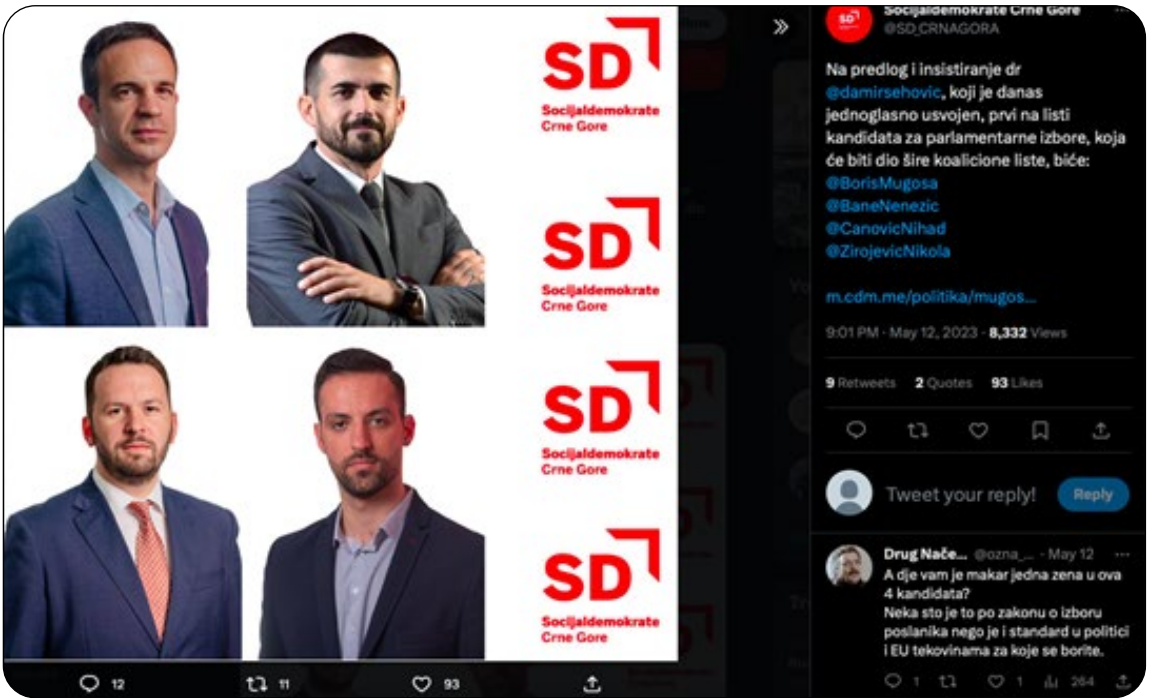 SD
Socijaldemokrate
Crne Gore
SD
Socijaldemokrate
Crne Gore
SD
Socijaldemokrate
Crne Gore
SD
Socijaldemokrate
Crne Gore
12
11
93
SD
Socijaldemokrate Crne Gore
@SD_CRNAGORA
Na predlog i insistiranje dr
@damirsehovic, koji je danas
jednoglasno usvojen, prvi na listi
kandidata za parlamentarne izbore, koja
će biti dio šire koalicione liste, biće:
@BorisMugosa
@BaneNenezic
@CanovicNihad
@ZirojevicNikola
m.cdm.me/politika/mugos...
9:01 PM · May 12, 2023 · 8,332 Views
9 Retweets 2 Quotes 93 Likes
Tweet your reply! Reply
Drug Nače... @ozna_... · May 12
A dje vam je makar jedna zena u ova
4 kandidata?
Neka sto je to po zakonu o izboru
poslanika nego je i standard u politici
i EU tekovinama za koje se borite.
1 1 264